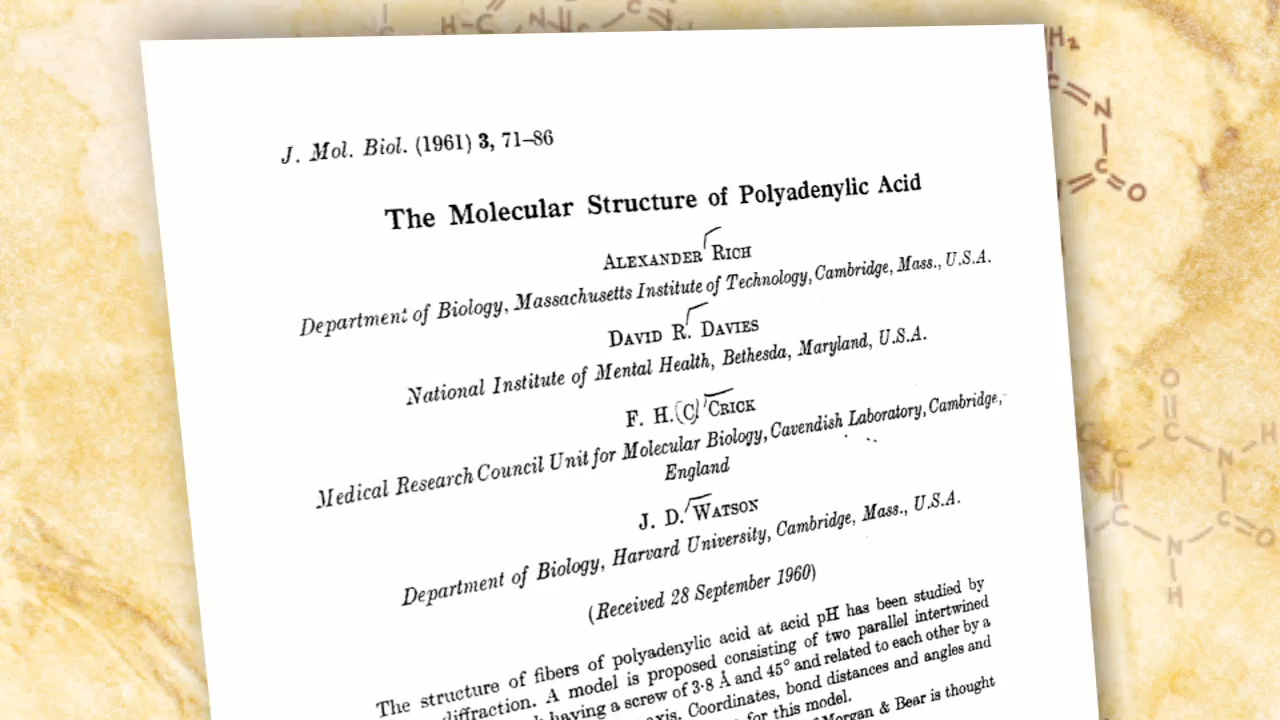 J. Mol. Biol. (1961) 3, 71–86
The Molecular Structure of Polyadenylic Acid
ALEXANDER RICH
Department of Biology, Massachusetts Institute of Technology, Cambridge, Mass., U.S.A.
DAVID R. DAVIES
National Institute of Mental Health, Bethesda, Maryland, U.S.A.
F. H. (C) CRICK
Medical Research Council Unit for Molecular Biology, Cavendish Laboratory, Cambridge,
England
J. D. WATSON
Department of Biology, Harvard University, Cambridge, Mass., U.S.A.
(Received 28 September 1960)
The structure of fibers of polyadenylic acid at acid pH has been studied by
diffraction. A model is proposed consisting of two parallel intertwined
having a screw of 3·8 Å and 45° and related to each other by a
axis. Coordinates, bond distances and angles and
for this model.
Morgan & Bear is thought